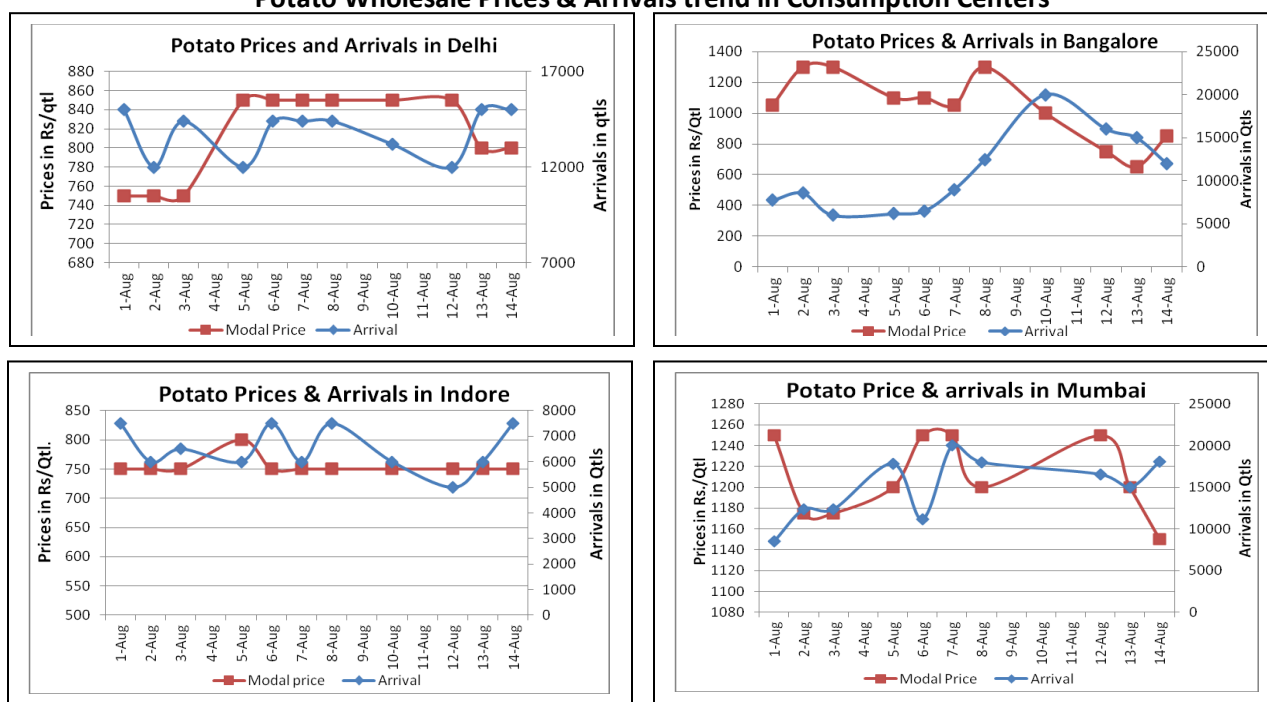 Potato Wholesale Prices & Arrivals trend in Consumption Centers
Potato Prices and Arrivals in Delhi
Prices in Rs/qtl
880
860
840
820
800
780
760
740
720
700
680
17000
12000
7000
Arrivals in qtls
1-Aug
2-Aug
3-Aug
4-Aug
5-Aug
6-Aug
7-Aug
8-Aug
9-Aug
10-Aug
11-Aug
12-Aug
13-Aug
14-Aug
Modal Price
Arrival
Potato Prices & Arrivals in Bangalore
Prices in Rs/Qtl
1400
1200
1000
800
600
400
200
0
25000
20000
15000
10000
5000
0
Arrivals in Qtls
1-Aug
2-Aug
3-Aug
4-Aug
5-Aug
6-Aug
7-Aug
8-Aug
9-Aug
10-Aug
11-Aug
12-Aug
13-Aug
14-Aug
Modal Price
Arrival
Potato Prices & Arrivals in Indore
Prices in Rs/Qtl.
850
800
750
700
650
600
550
500
8000
7000
6000
5000
4000
3000
2000
1000
0
Arrivals in Qtls
1-Aug
2-Aug
3-Aug
4-Aug
5-Aug
6-Aug
7-Aug
8-Aug
9-Aug
10-Aug
11-Aug
12-Aug
13-Aug
14-Aug
Modal price
Arrival
Potato Price & arrivals in Mumbai
Prices in Rs./Qtl
1280
1260
1240
1220
1200
1180
1160
1140
1120
1100
1080
25000
20000
15000
10000
5000
0
Arrivals in Qtls
1-Aug
2-Aug
3-Aug
4-Aug
5-Aug
6-Aug
7-Aug
8-Aug
9-Aug
10-Aug
11-Aug
12-Aug
13-Aug
14-Aug
Modal Price
Arrival